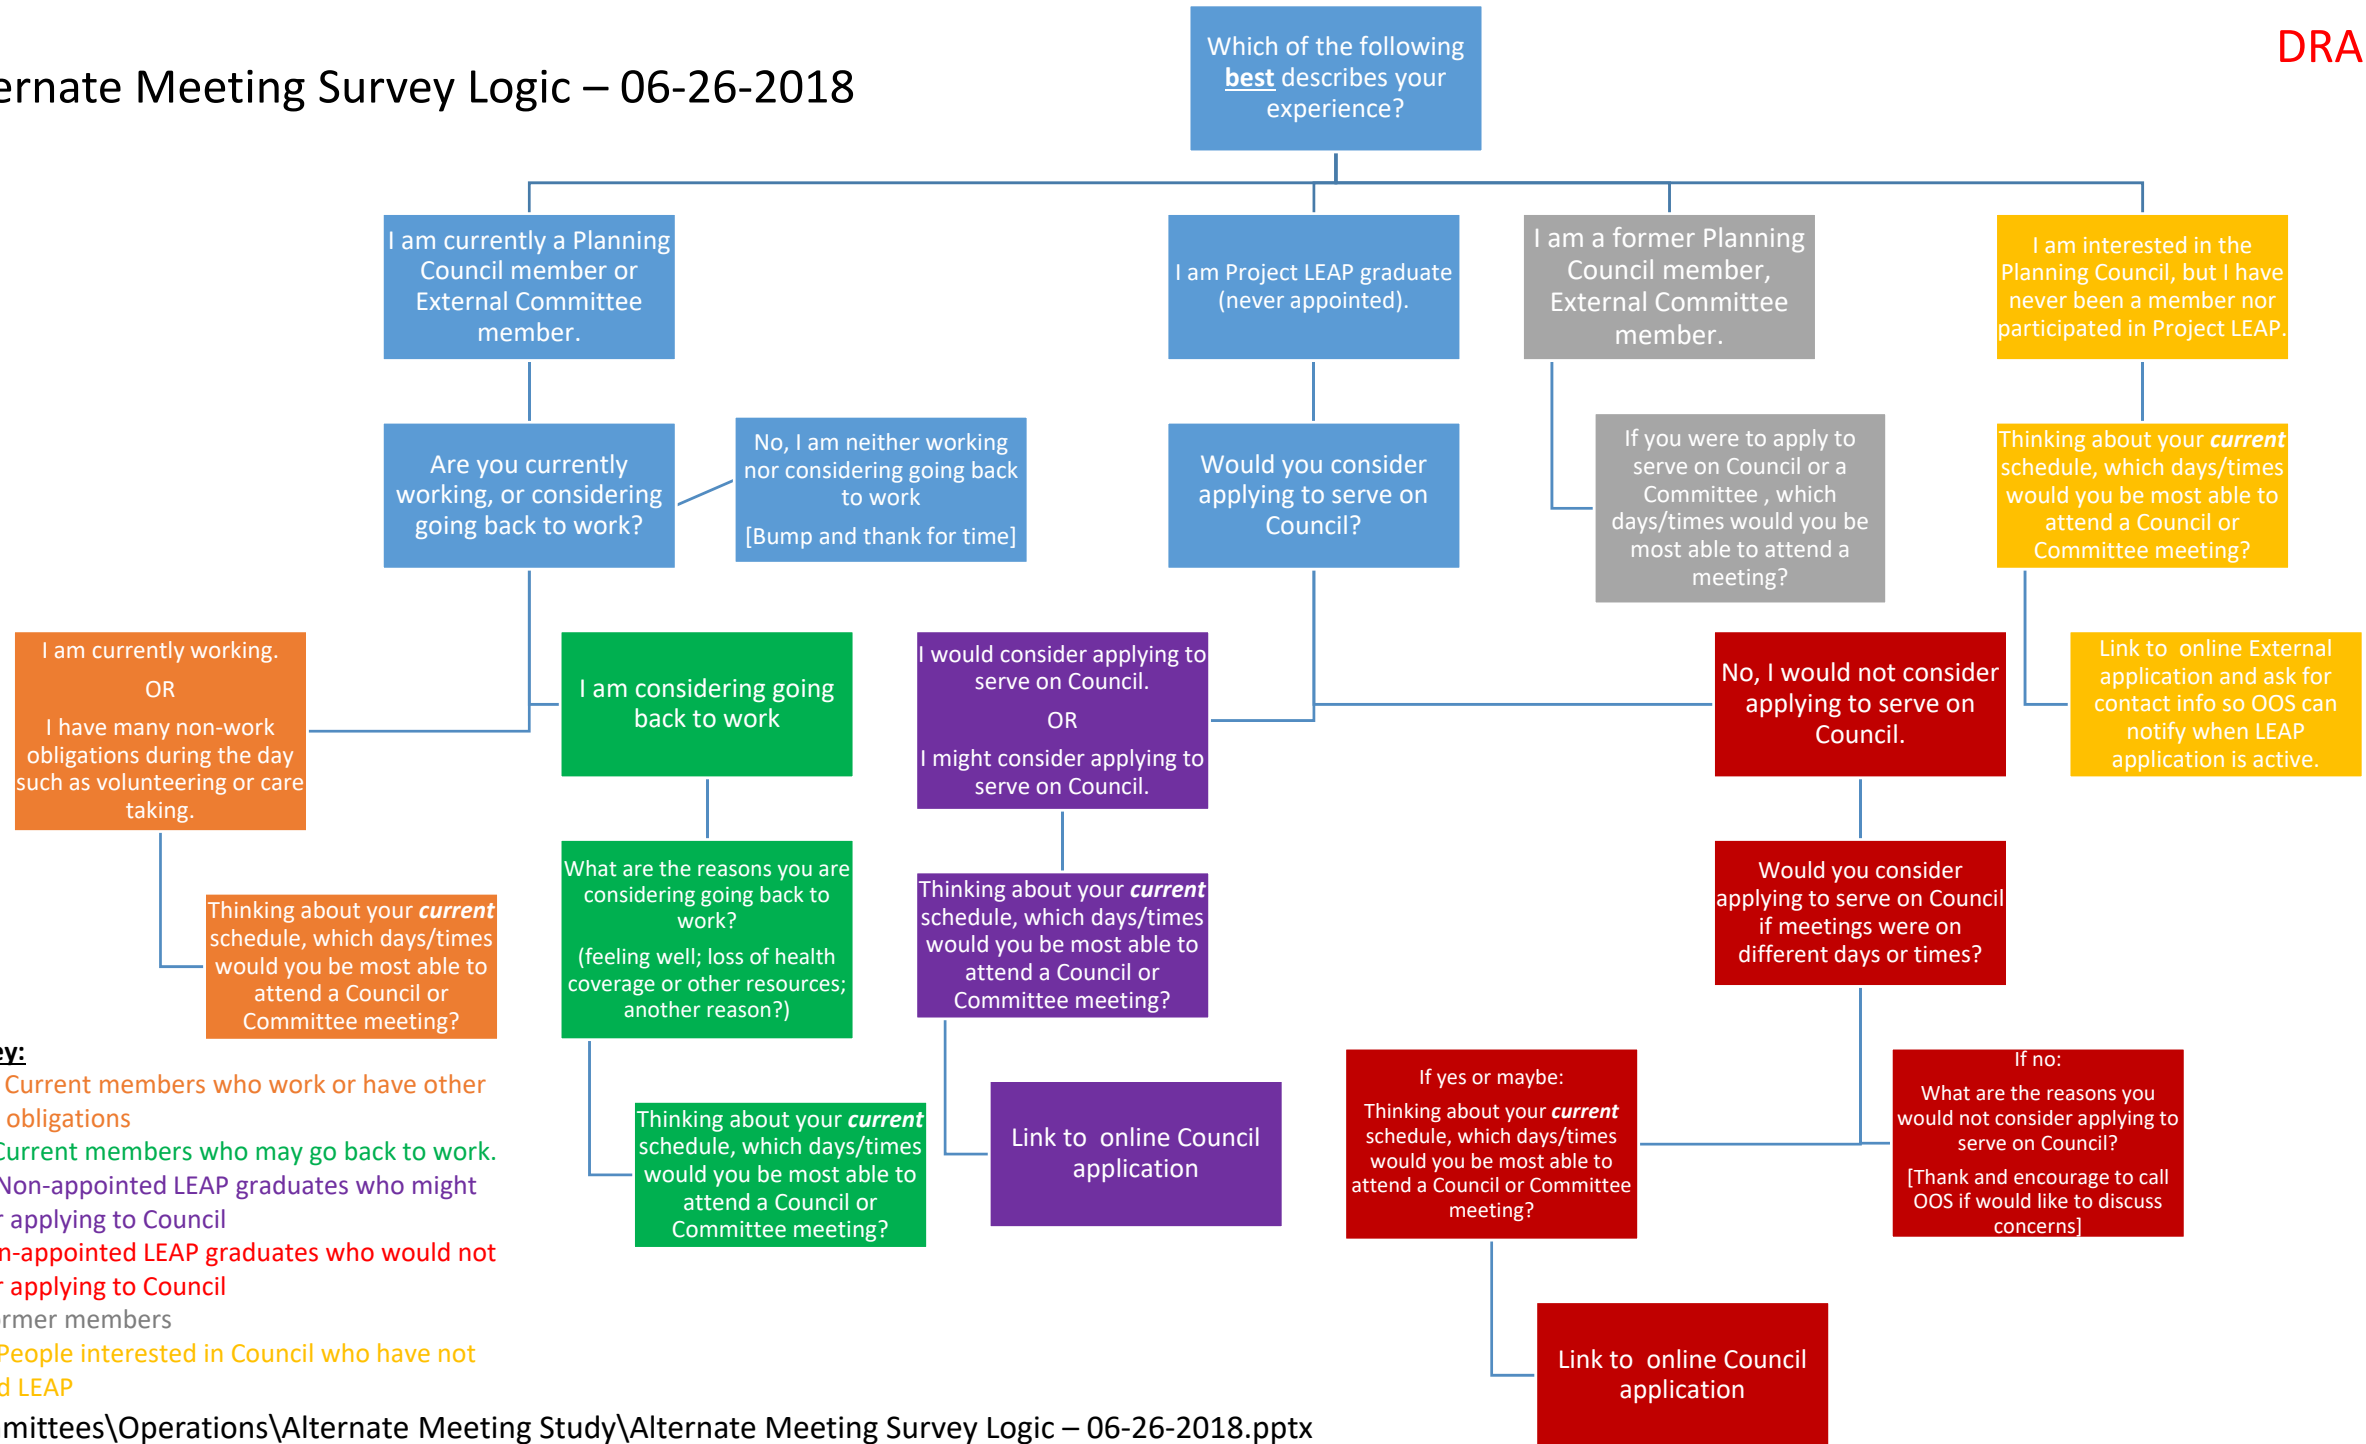 DRA
ernate Meeting Survey Logic – 06-26-2018
Which of the following
best describes your
experience?
I am currently a Planning
Council member or
External Committee
member.
I am Project LEAP graduate
(never appointed).
I am a former Planning
Council member,
External Committee
member.
I am interested in the
Planning Council, but I have
never been a member nor
participated in Project LEAP.
Are you currently
working, or considering
going back to work?
No, I am neither working
nor considering going back
to work
[Bump and thank for time]
Would you consider
applying to serve on
Council?
If you were to apply to
serve on Council or a
Committee , which
days/times would you be
most able to attend a
meeting?
Thinking about your current
schedule, which days/times
would you be most able to
attend a Council or
Committee meeting?
I am currently working.
OR
I have many non-work
obligations during the day
such as volunteering or care
taking.
I am considering going
back to work
I would consider applying to
serve on Council.
OR
I might consider applying to
serve on Council.
No, I would not consider
applying to serve on
Council.
Link to online External
application and ask for
contact info so OOS can
notify when LEAP
application is active.
Thinking about your current
schedule, which days/times
would you be most able to
attend a Council or
Committee meeting?
What are the reasons you are
considering going back to
work?
(feeling well; loss of health
coverage or other resources;
another reason?)
Thinking about your current
schedule, which days/times
would you be most able to
attend a Council or
Committee meeting?
Would you consider
applying to serve on Council
if meetings were on
different days or times?
Thinking about your current
schedule, which days/times
would you be most able to
attend a Council or
Committee meeting?
Link to online Council
application
If yes or maybe:
Thinking about your current
schedule, which days/times
would you be most able to
attend a Council or Committee
meeting?
If no:
What are the reasons you
would not consider applying to
serve on Council?
[Thank and encourage to call
OOS if would like to discuss
concerns]
Link to online Council
application
ey:
Current members who work or have other
obligations
Current members who may go back to work.
Non-appointed LEAP graduates who might
r applying to Council
n-appointed LEAP graduates who would not
r applying to Council
ormer members
People interested in Council who have not
d LEAP
mmittees\Operations\Alternate Meeting Study\Alternate Meeting Survey Logic – 06-26-2018.pptx